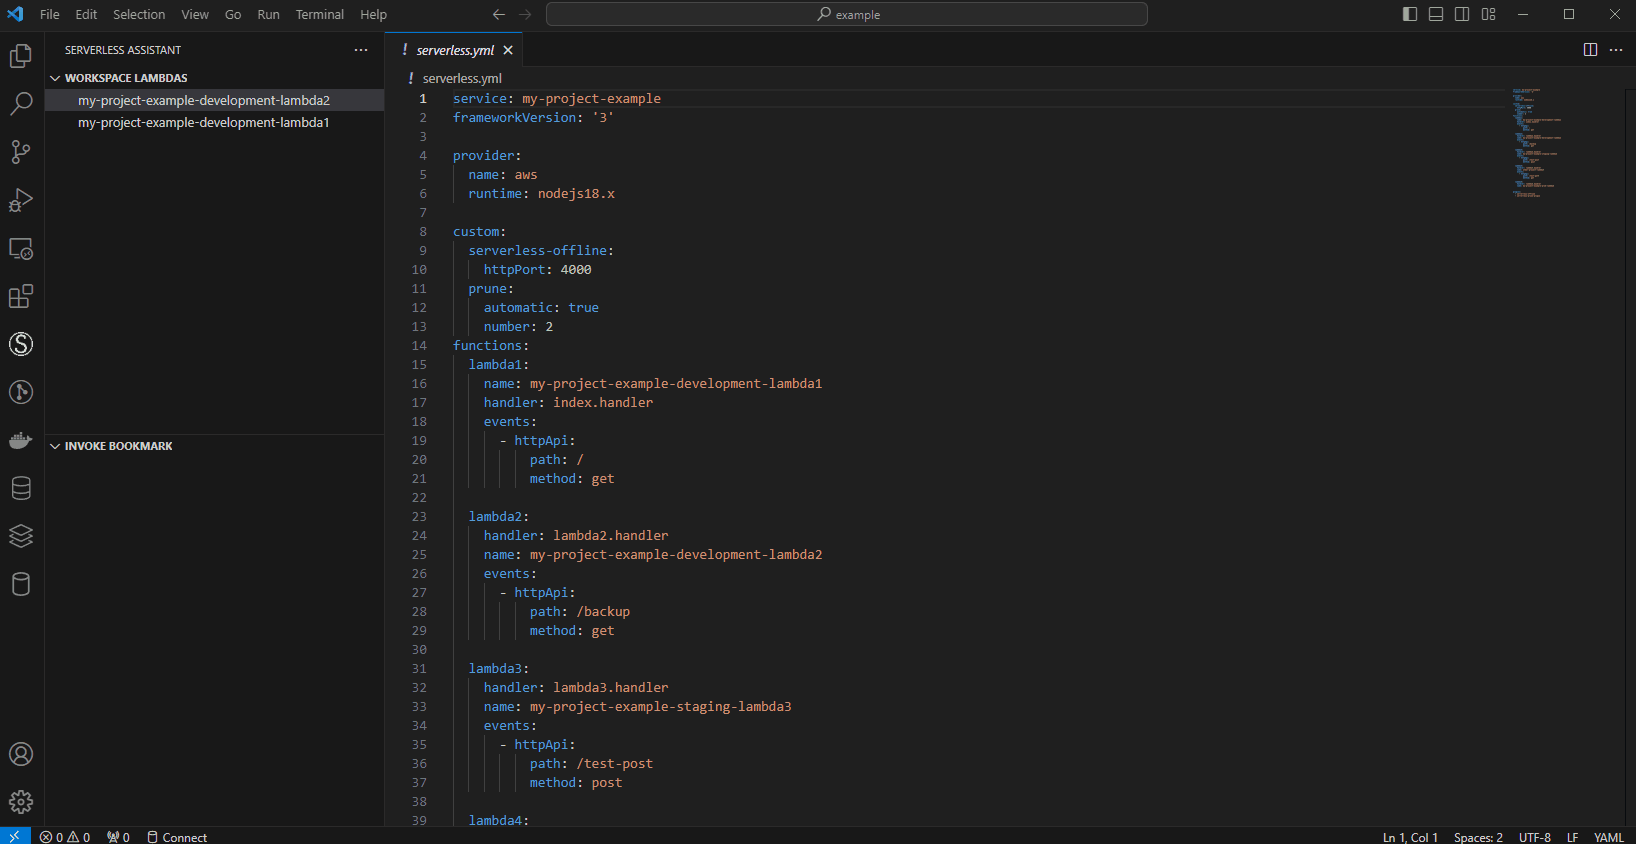 File Edit Selection View Go Run Terminal Help
example
SERVERLESS ASSISTANT
WORKSPACE LAMBDAS
my-project-example-development-lambda2
my-project-example-development-lambda1
INVOKE BOOKMARK
! serverless.yml
! serverless.yml
1 service: my-project-example
2 frameworkVersion: '3'
3
4 provider:
5 name: aws
6 runtime: nodejs18.x
7
8 custom:
9 serverless-offline:
10 httpPort: 4000
11 prune:
12 automatic: true
13 number: 2
14 functions:
15 lambda1:
16 name: my-project-example-development-lambda1
17 handler: index.handler
18 events:
19 - httpApi:
20 path: /
21 method: get
22
23 lambda2:
24 handler: lambda2.handler
25 name: my-project-example-development-lambda2
26 events:
27 - httpApi:
28 path: /backup
29 method: get
30
31 lambda3:
32 handler: lambda3.handler
33 name: my-project-example-staging-lambda3
34 events:
35 - httpApi:
36 path: /test-post
37 method: post
38
39 lambda4:
0 0 0 Connect
Ln 1, Col 1 Spaces: 2 UTF-8 LF YAML